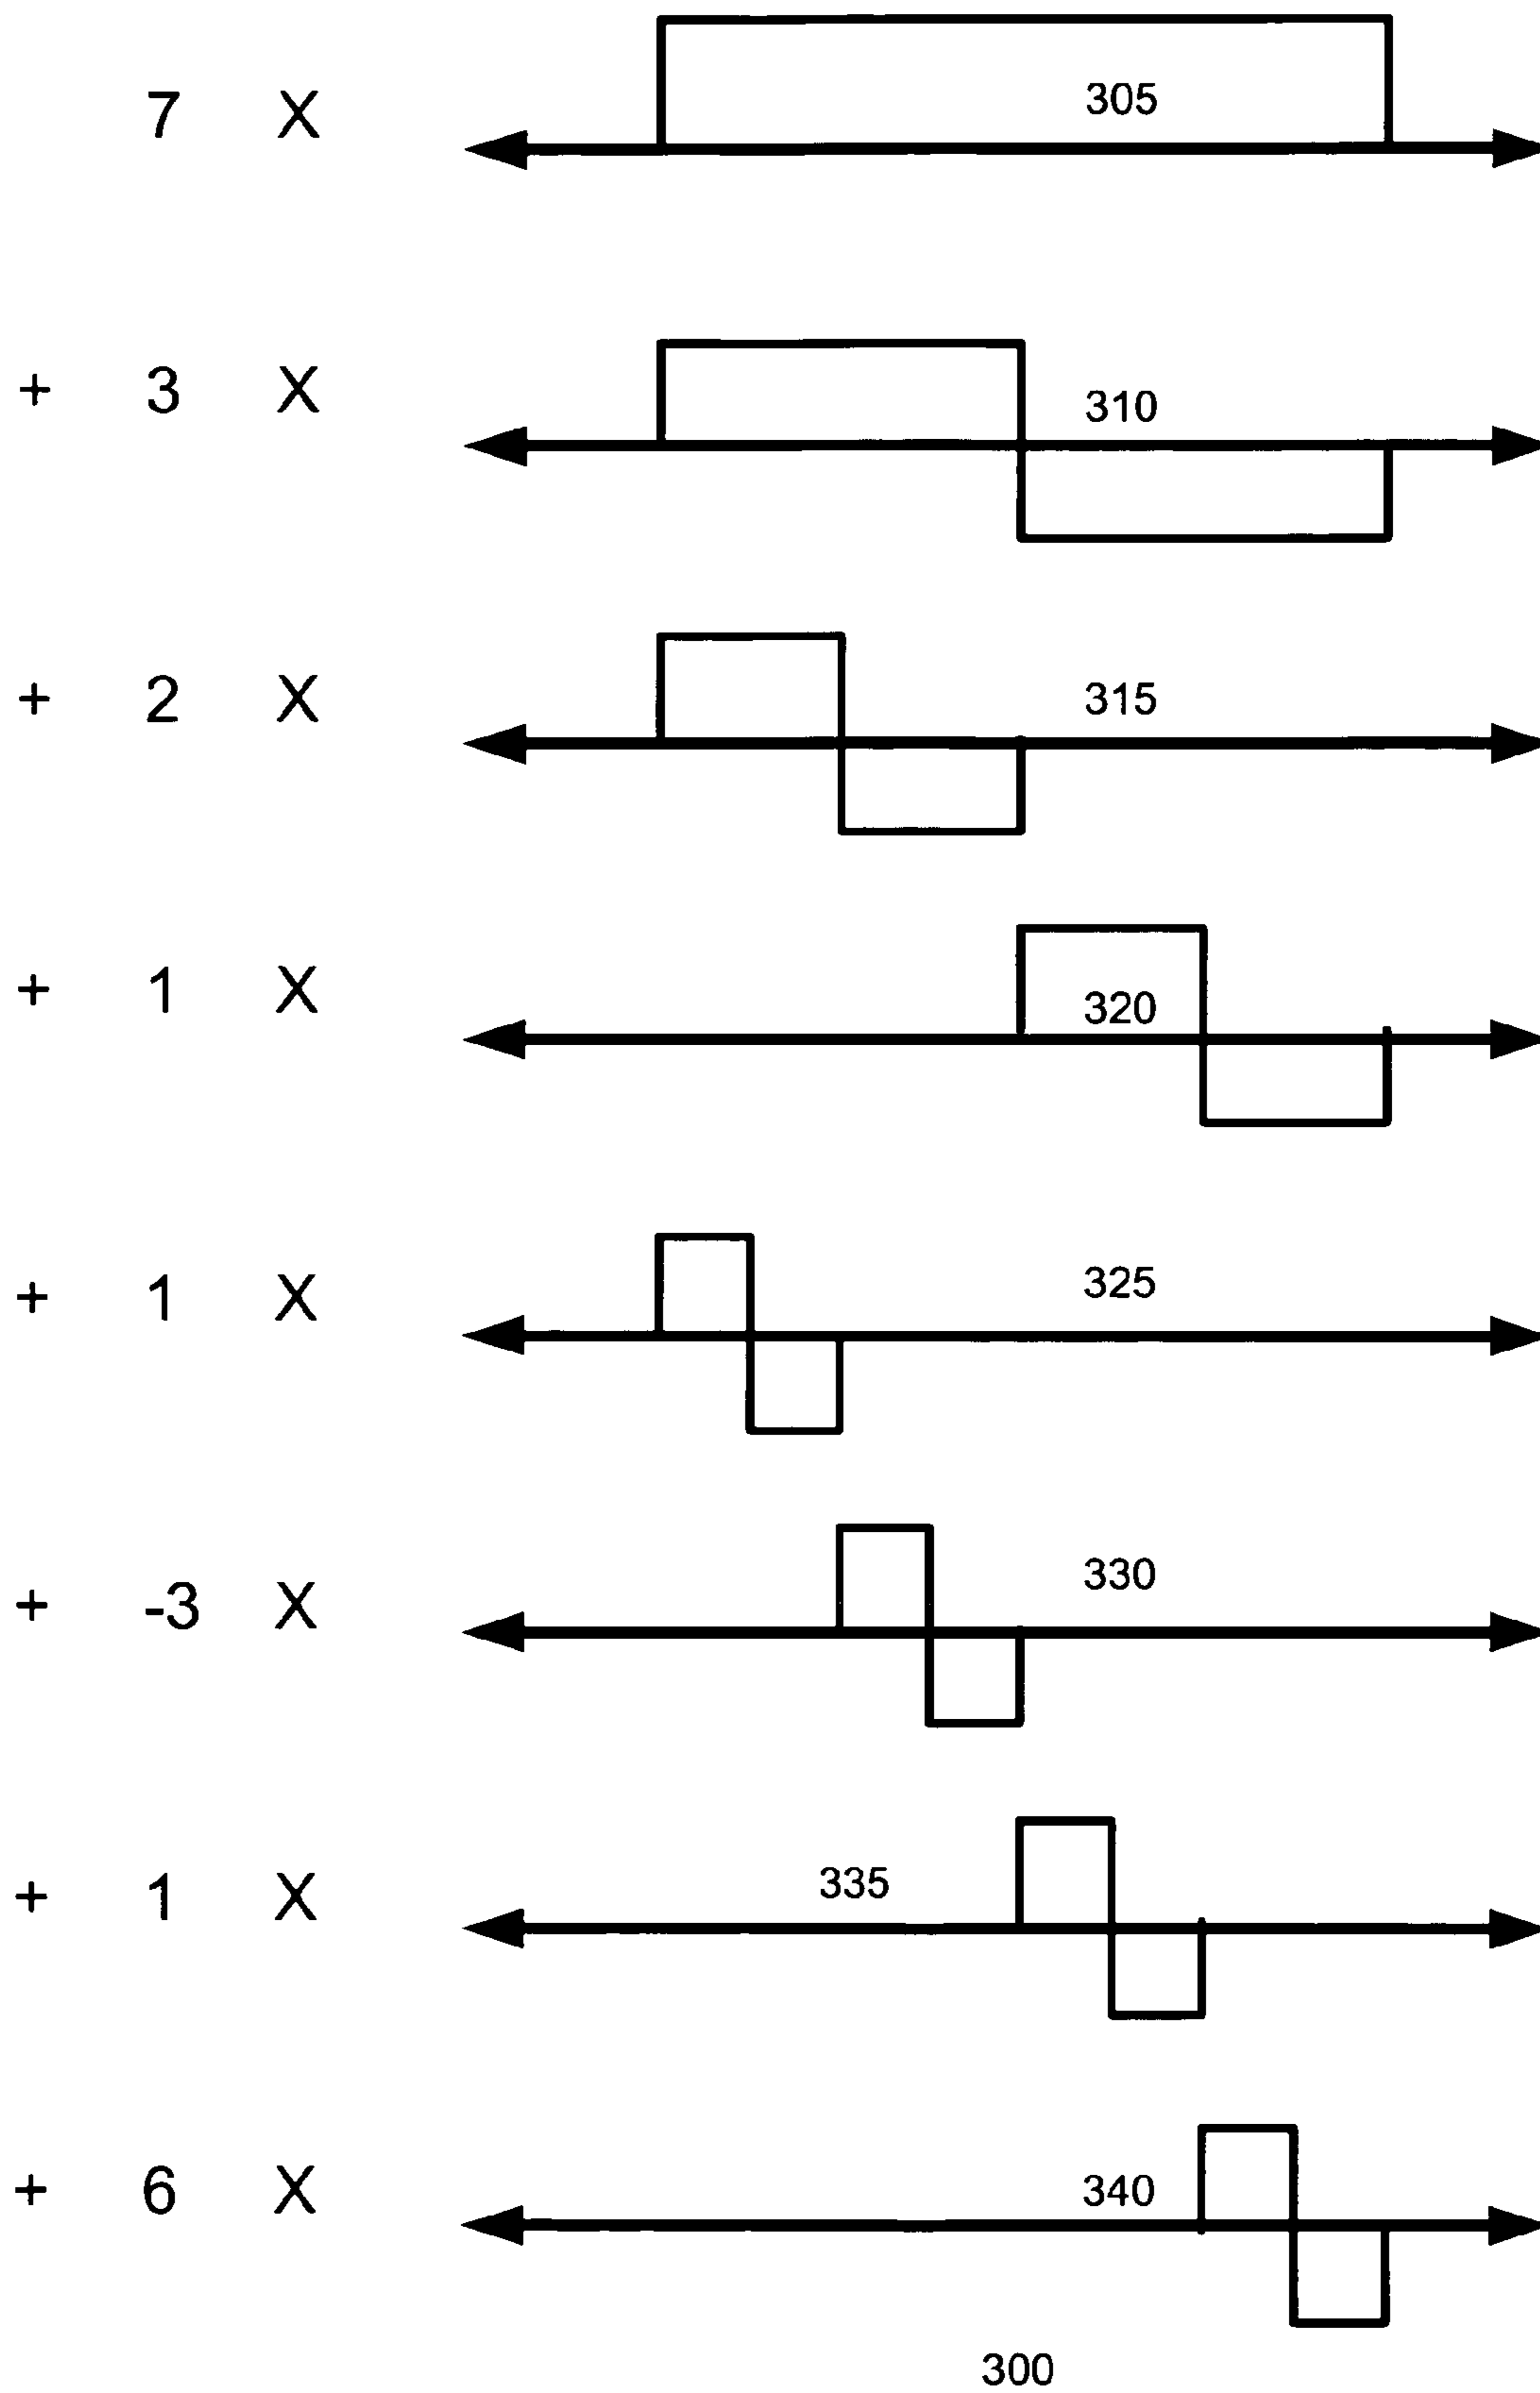 7 X 305
+ 3 X 310
+ 2 X 315
+ 1 X 320
+ 1 X 325
+ -3 X 330
+ 1 X 335
+ 6 X 340
300